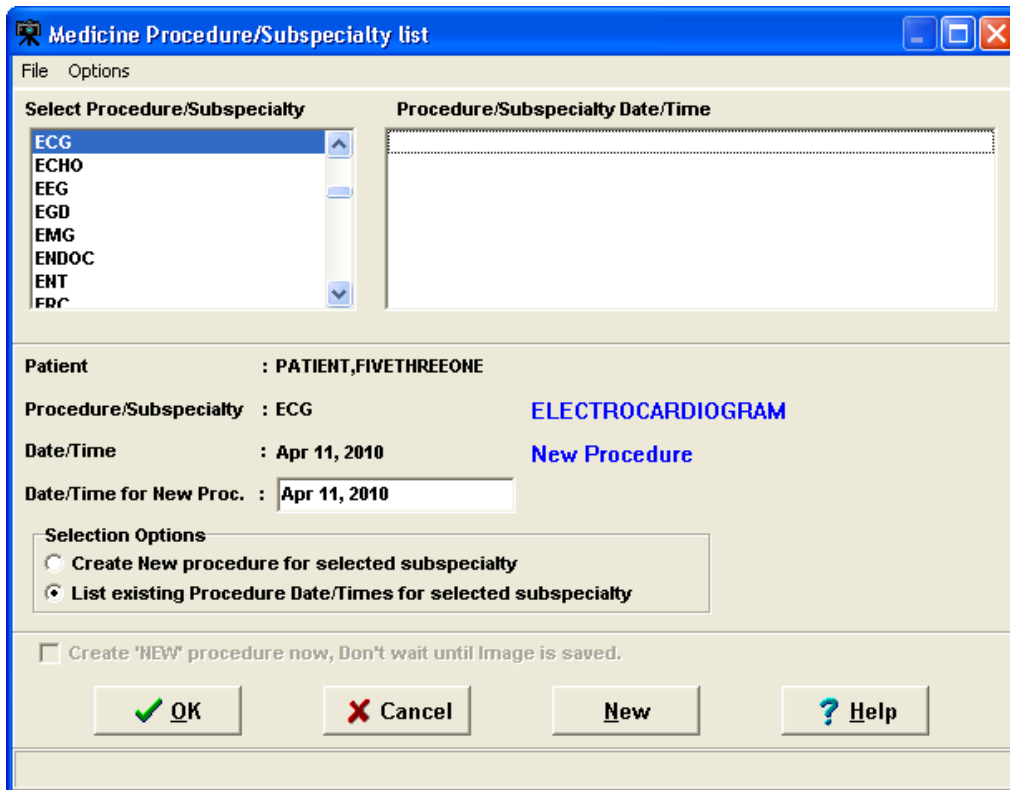 Medicine Procedure/Subspecialty list
File Options
Select Procedure/Subspecialty Procedure/Subspecialty Date/Time
ECG
ECHO
EEG
EGD
EMG
ENDOC
ENT
ERC
Patient : PATIENT,FIVETHREEONE
Procedure/Subspecialty : ECG ELECTROCARDIOGRAM
Date/Time : Apr 11, 2010 New Procedure
Date/Time for New Proc. : Apr 11, 2010
Selection Options
Create New procedure for selected subspecialty
List existing Procedure Date/Times for selected subspecialty
Create 'NEW' procedure now, Don't wait until Image is saved.
OK Cancel New ? Help